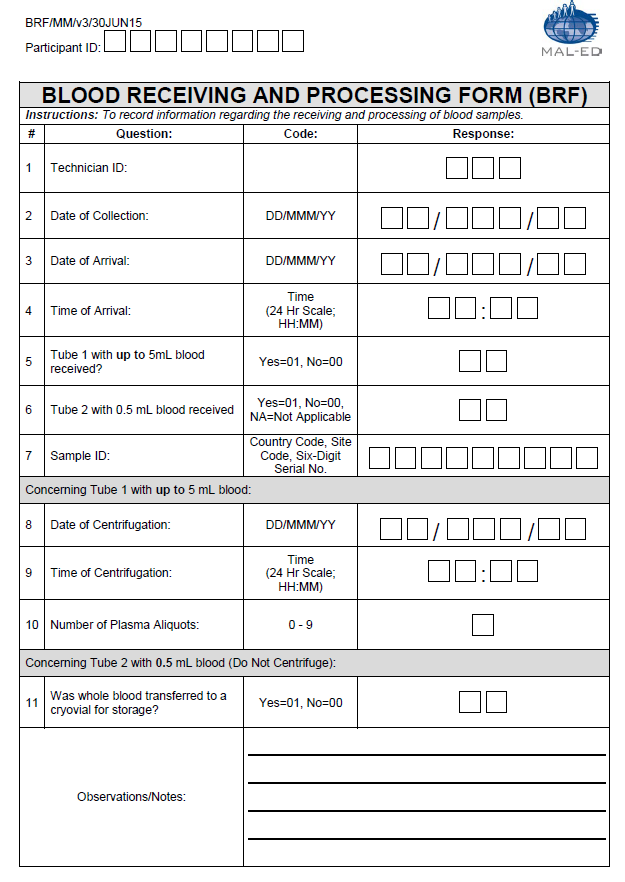 BRF/MM/v3/30JUN15
Participant ID:
MAL-ED
BLOOD RECEIVING AND PROCESSING FORM (BRF)
Instructions: To record information regarding the receiving and processing of blood samples.
# Question: Code: Response:
1 Technician ID:
2 Date of Collection: DD/MMM/YY / /
3 Date of Arrival: DD/MMM/YY / /
4 Time of Arrival: Time
(24 Hr Scale;
HH:MM) :
5 Tube 1 with up to 5mL blood
received? Yes=01, No=00
6 Tube 2 with 0.5 mL blood received Yes=01, No=00,
NA=Not Applicable
7 Sample ID: Country Code, Site
Code, Six-Digit
Serial No.
Concerning Tube 1 with up to 5 mL blood:
8 Date of Centrifugation: DD/MMM/YY / /
9 Time of Centrifugation: Time
(24 Hr Scale;
HH:MM) :
10 Number of Plasma Aliquots: 0 - 9
Concerning Tube 2 with 0.5 mL blood (Do Not Centrifuge):
11 Was whole blood transferred to a
cryovial for storage? Yes=01, No=00
Observations/Notes: